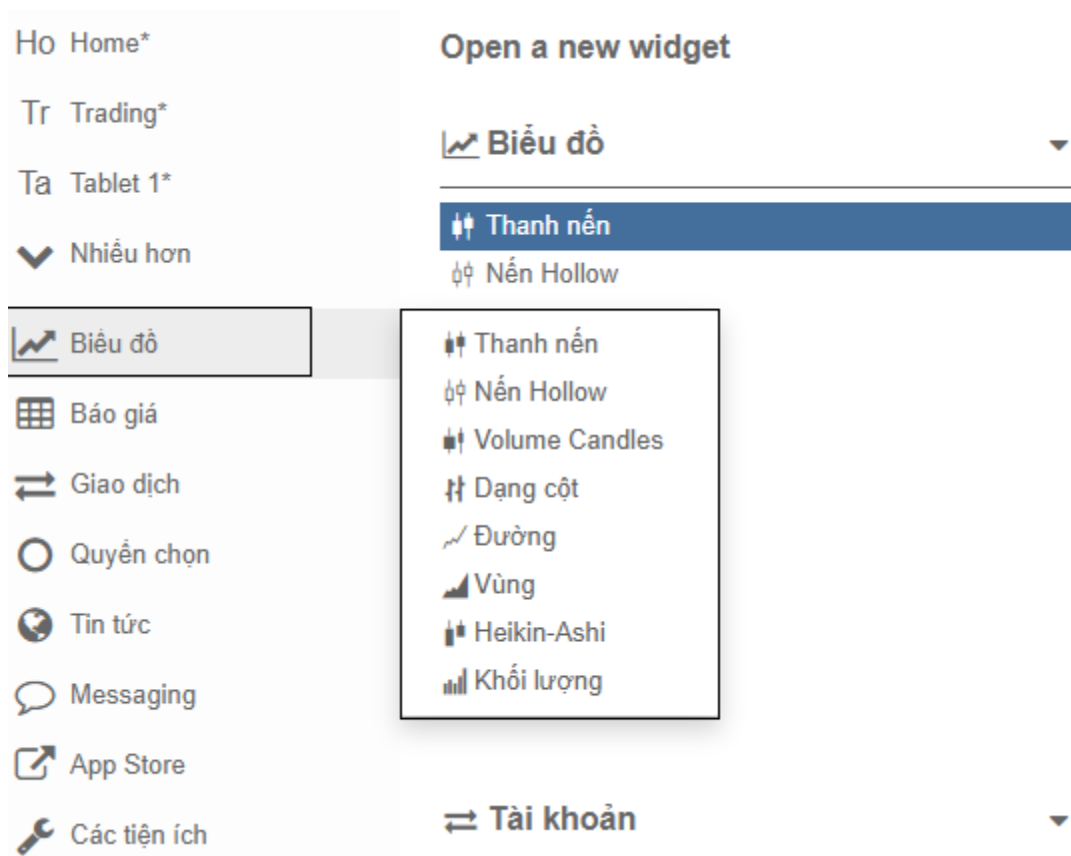 Ho Home*
Tr Trading*
Ta Tablet 1*
Nhiều hơn
Biểu đồ
Báo giá
Giao dịch
Quyền chọn
Tin tức
Messaging
App Store
Các tiện ích
Open a new widget
Biểu đồ
Thanh nến
Nến Hollow
Thanh nến
Nến Hollow
Volume Candles
Dạng cột
Đường
Vùng
Heikin-Ashi
Khối lượng
Tài khoản